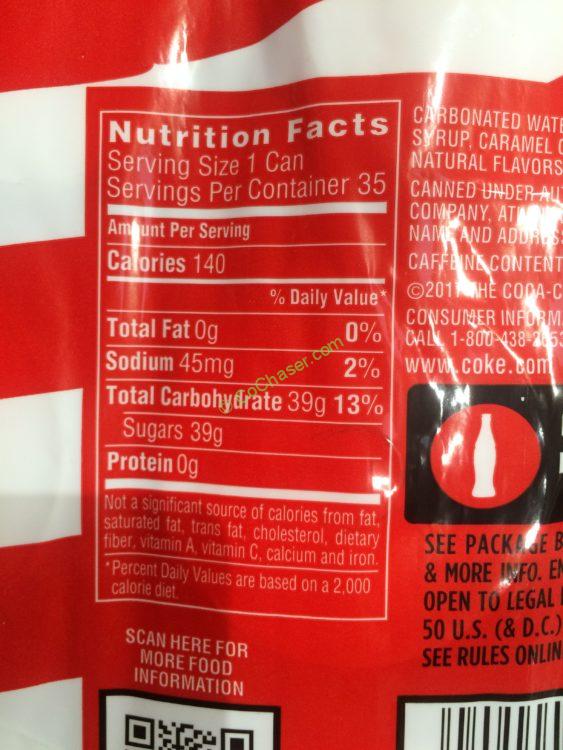 Nutrition Facts
Serving Size 1 Can
Servings Per Container 35
Amount Per Serving
Calories 140
% Daily Value*
Total Fat 0g 0%
Sodium 45mg 2%
Total Carbohydrate 39g 13%
Sugars 39g
Protein 0g
Not a significant source of calories from fat,
saturated fat, trans fat, cholesterol, dietary
fiber, vitamin A, vitamin C, calcium and iron.
*Percent Daily Values are based on a 2,000
calorie diet.
SCAN HERE FOR
MORE FOOD
INFORMATION
CARBONATED WATE
SYRUP, CARAMEL C
NATURAL FLAVORS
CANNED UNDER AU
COMPANY,
NAME AND ADDRESS
CAFFEINE CONTENT
THE COCA-C
CONSUMER INFORM
CALL 1-800-438-2653
www.coke.com
SEE PACKAGE B
& MORE INFO. EN
OPEN TO LEGAL
50 U.S. (& D.C.)
SEE RULES ONLIN
CoChaser.com